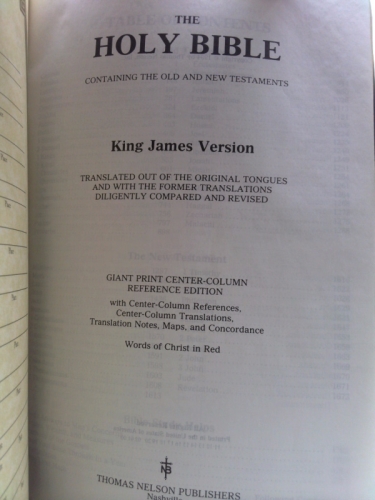 THE
HOLY BIBLE
CONTAINING THE OLD AND NEW TESTAMENTS
King James Version
TRANSLATED OUT OF THE ORIGINAL TONGUES
AND WITH THE FORMER TRANSLATIONS
DILIGENTLY COMPARED AND REVISED
GIANT PRINT CENTER-COLUMN
REFERENCE EDITION
with Center-Column References,
Center-Column Translations,
Translation Notes, Maps, and Concordance
Words of Christ in Red
NB
THOMAS NELSON PUBLISHERS